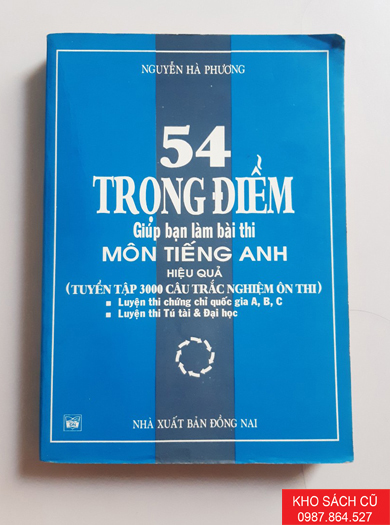 NGUYỄN HÀ PHƯƠNG
54
TRỌNG ĐIỂM
Giúp bạn làm bài thi
MÔN TIẾNG ANH
HIỆU QUẢ
(TUYỂN TẬP 3000 CÂU TRẮC NGHIỆM ÔN THI)
Luyện thi chứng chỉ quốc gia A, B, C
Luyện thi Tú tài & Đại học
NHÀ XUẤT BẢN ĐỒNG NAI
KHO SÁCH CŨ
0987.864.527